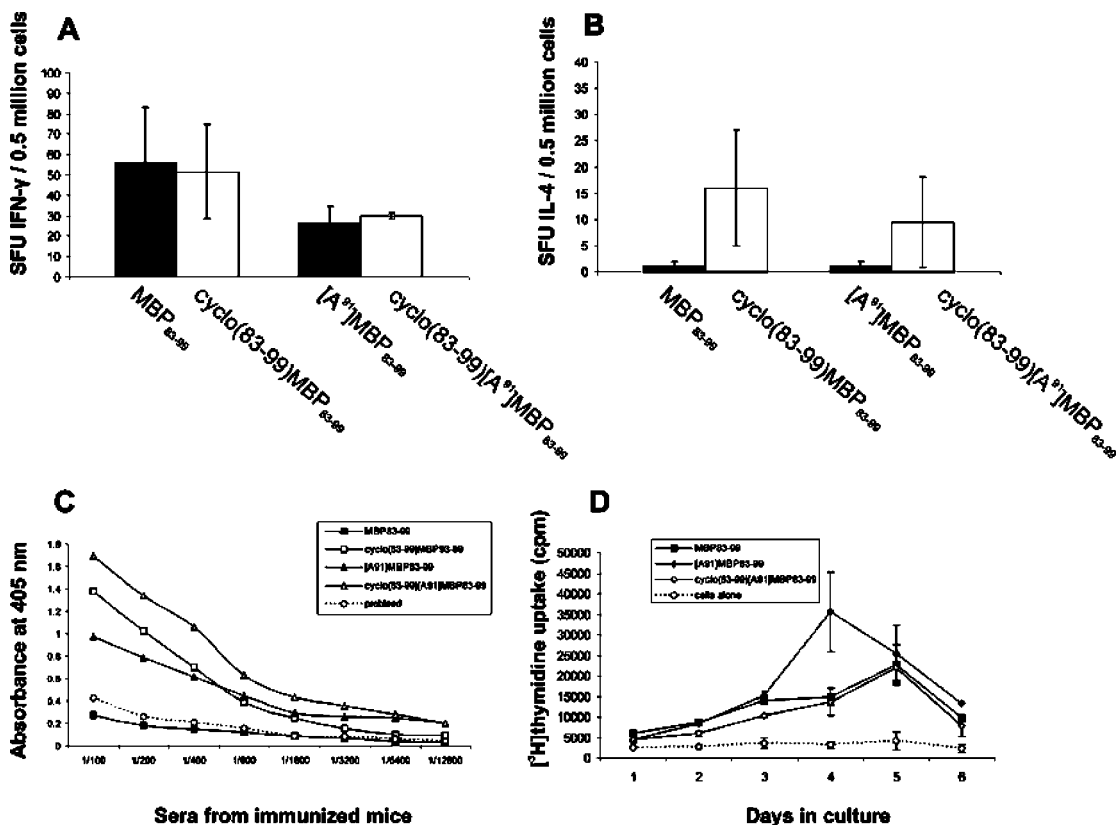 A
SFU IFN-γ / 0.5 million cells
100
90
80
70
60
50
40
30
20
10
0
MBP83-99
cyclo(83-99)MBP83-99
[A91]MBP83-99
cyclo(83-99)[A91]MBP83-99
B
SFU IL-4 / 0.5 million cells
40
35
30
25
20
15
10
5
0
MBP83-99
cyclo(83-99)MBP83-99
[A91]MBP83-99
cyclo(83-99)[A91]MBP83-99
C
Absorbance at 405 nm
1.8
1.6
1.4
1.2
1
0.8
0.6
0.4
0.2
0
MBP83-99
cyclo(83-99)MBP83-99
[A91]MBP83-99
cyclo(83-99)[A91]MBP83-99
prebleed
1/100
1/200
1/400
1/800
1/1600
1/3200
1/6400
1/12800
Sera from immunized mice
D
[3H]thymidine uptake (cpm)
50000
45000
40000
35000
30000
25000
20000
15000
10000
5000
0
MBP83-99
[A91]MBP83-99
cyclo(83-99)[A91]MBP83-99
cells alone
1
2
3
4
5
6
Days in culture